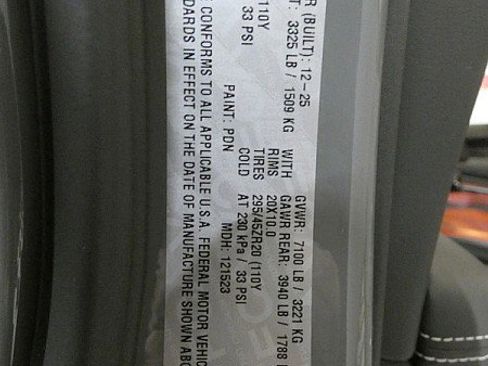 R (BUILT): 12-25 GVWR: 7100 LB / 3221 KG
T: 3325 LB / 1509 KG WITH GAWR REAR: 3940 LB / 1788
RIMS 20X10.0
110Y TIRES 295/45ZR20 (110Y
33 PSI COLD AT 230 kPa / 33 PSI
PAINT: PDN MDH: 121523
CONFORMS TO ALL APPLICABLE U.S.A. FEDERAL MOTOR VEHIC
DARDS IN EFFECT ON THE DATE OF MANUFACTURE SHOWN ABO